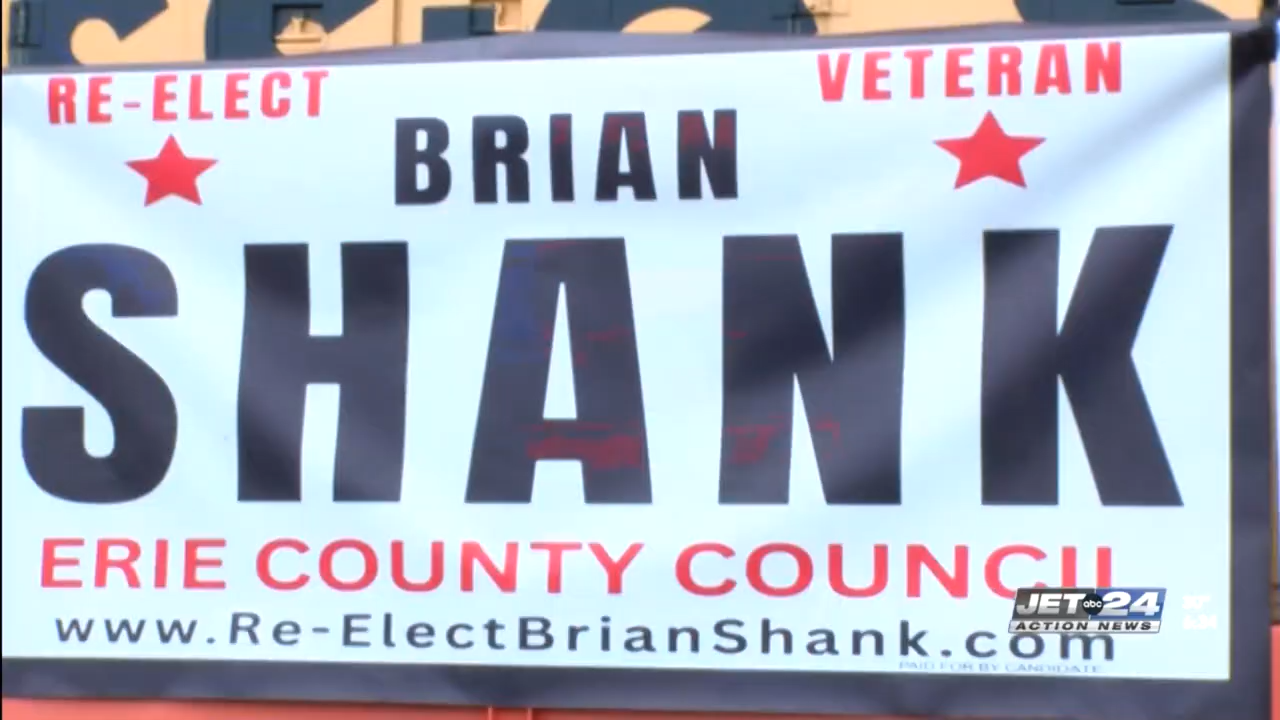 RE-ELECT
VETERAN
BRIAN
SHANK
ERIE COUNTY COUNCIL
www.Re-ElectBrianShank.com
PAID FOR BY CANDIDATE
JET abc 24
ACTION NEWS